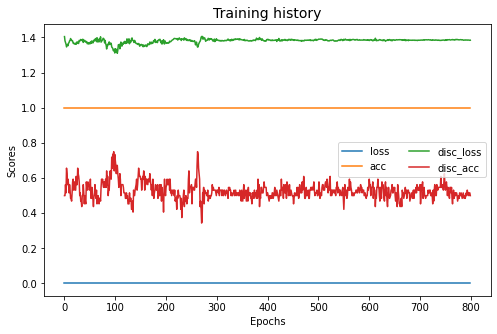 Training history
Scores
1.4
1.2
1.0
0.8
0.6
0.4
0.2
0.0
loss
acc
disc_loss
disc_acc
0 100 200 300 400 500 600 700 800
Epochs